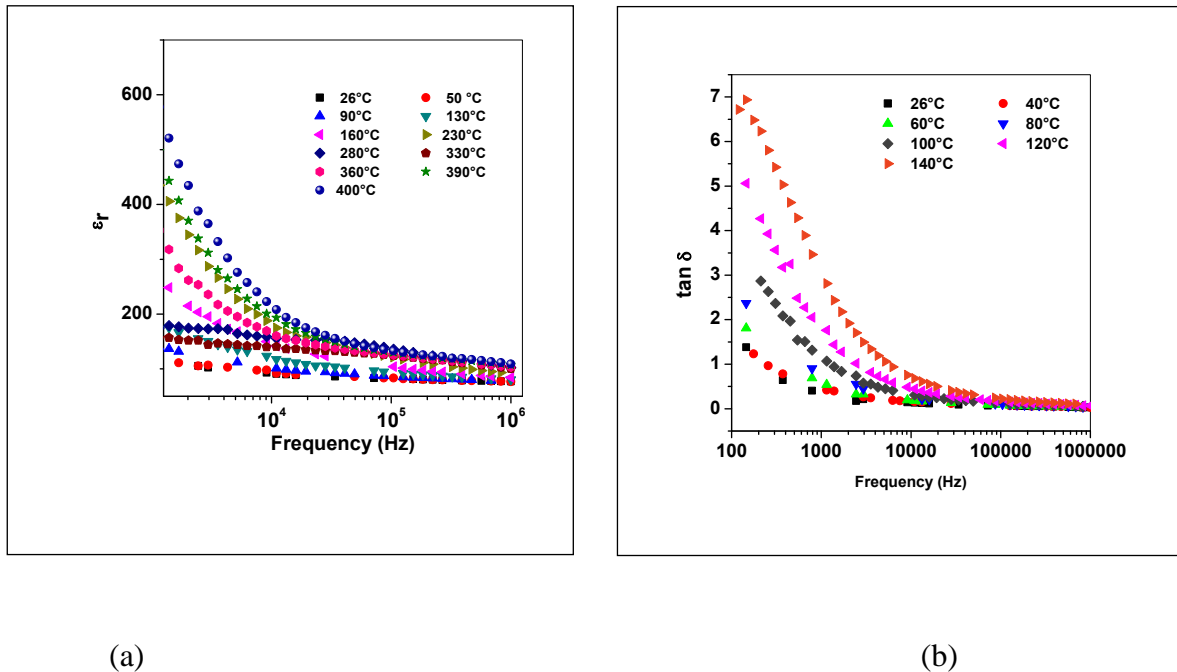 600
400
200
εr
26°C
50 °C
90°C
130°C
160°C
230°C
280°C
330°C
360°C
390°C
400°C
10^4
10^5
10^6
Frequency (Hz)
7
6
5
4
3
2
1
0
tan δ
26°C
40°C
60°C
80°C
100°C
120°C
140°C
100
1000
10000
100000
1000000
Frequency (Hz)
(a)
(b)